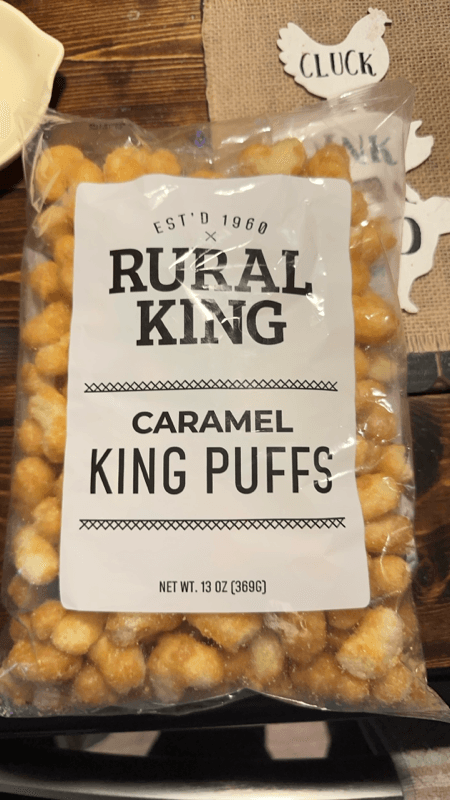 CLUCK
EST'D 1960
RURAL
KING
CARAMEL
KING PUFFS
NET WT. 13 OZ (369G)